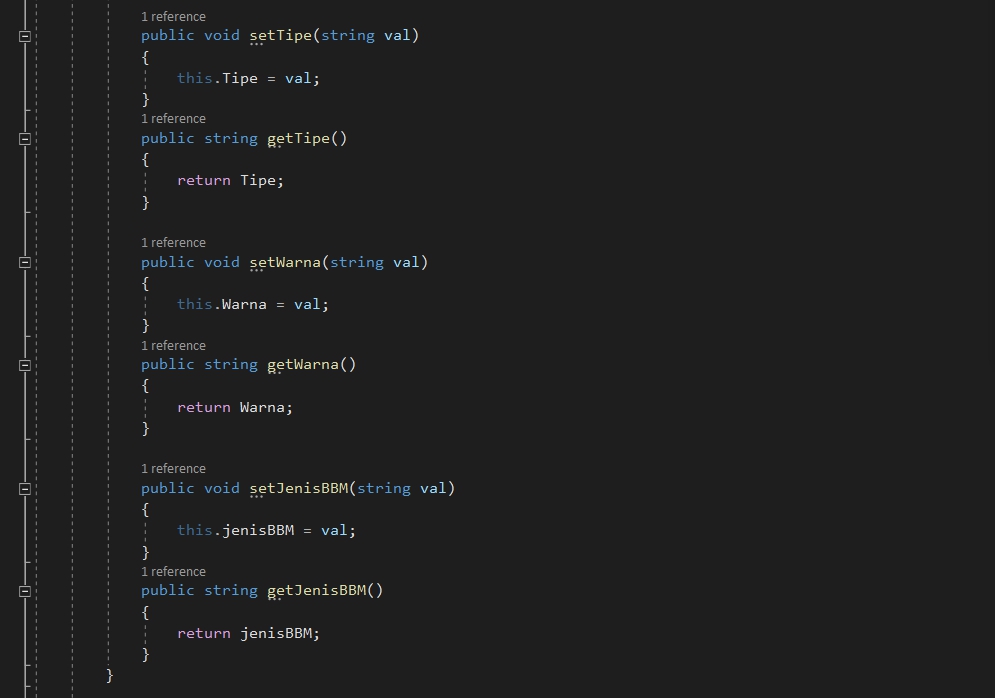 1 reference
public void setTipe(string val)
{
this.Tipe = val;
}
1 reference
public string getTipe()
{
return Tipe;
}
1 reference
public void setWarna(string val)
{
this.Warna = val;
}
1 reference
public string getWarna()
{
return Warna;
}
1 reference
public void setJenisBBM(string val)
{
this.jenisBBM = val;
}
1 reference
public string getJenisBBM()
{
return jenisBBM;
}
}